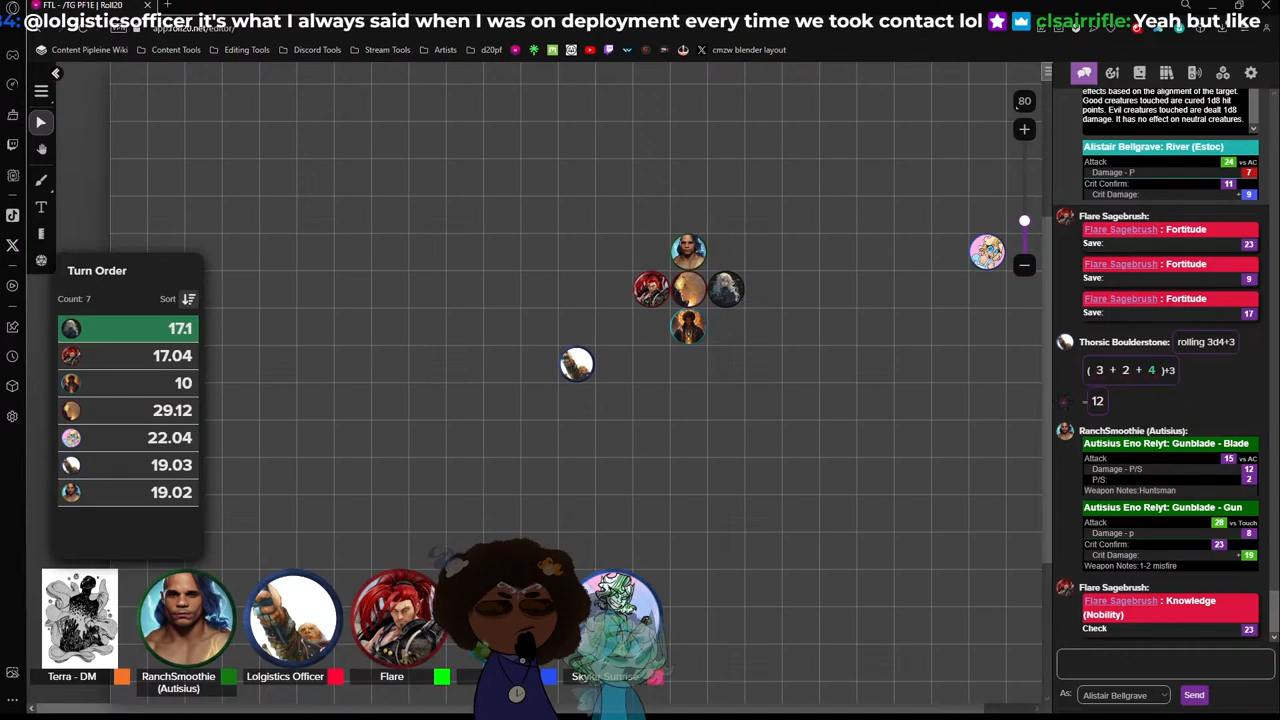 FTL - /TG PF1E | Roll20
@lolgisticsofficer it's what I always said when I was on deployment every time we took contact lol clsairrifle: Yeah but like
app.roll20.net/editor/
Content Pipleine Wiki Content Tools Editing Tools Discord Tools Stream Tools Artists d20pf cmzw blender layout
80
effects based on the alignment of the target.
Good creatures touched are cured 1d8 hit
points. Evil creatures touched are dealt 1d8
damage. It has no effect on neutral creatures.
Alistair Bellgrave: River (Estoc)
Attack 24 vs AC
Damage - P 7
Crit Confirm: 11
Crit Damage: + 9
Flare Sagebrush:
Flare Sagebrush : Fortitude
Save: 23
Flare Sagebrush : Fortitude
Save: 9
Flare Sagebrush : Fortitude
Save: 17
Thorsic Boulderstone: rolling 3d4+3
( 3 + 2 + 4 )+3
= 12
RanchSmoothie (Autisius):
Autisius Eno Relyt: Gunblade - Blade
Attack 15 vs AC
Damage - P/S 12
P/S: 2
Weapon Notes:Huntsman
Autisius Eno Relyt: Gunblade - Gun
Attack 28 vs Touch
Damage - p 8
Crit Confirm: 23
Crit Damage: + 19
Weapon Notes:1-2 misfire
Flare Sagebrush:
Flare Sagebrush : Knowledge
(Nobility)
Check 23
As: Alistair Bellgrave Send
Turn Order
Count: 7 Sort
17.1
17.04
10
29.12
22.04
19.03
19.02
Terra - DM
RanchSmoothie
(Autisius)
Lolgistics Officer
Flare